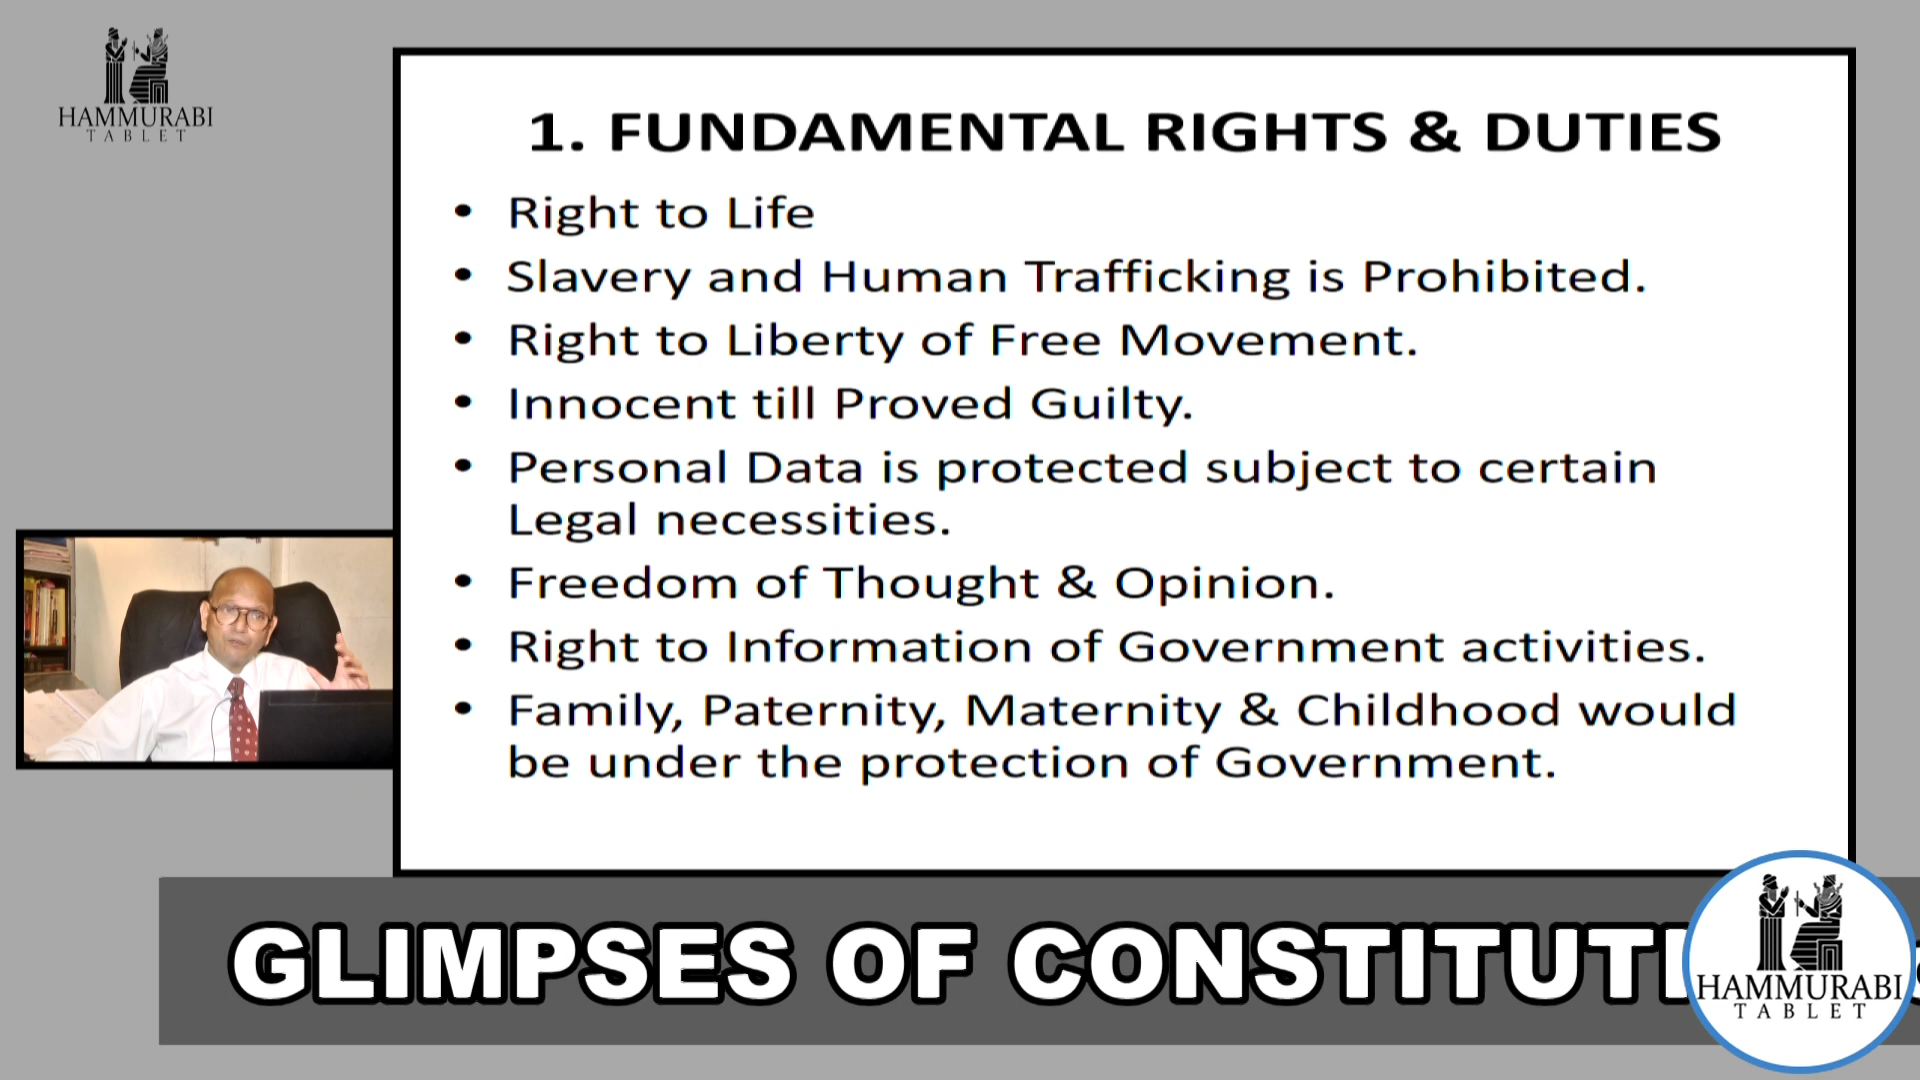 HAMMURABI
TABLET
1. FUNDAMENTAL RIGHTS & DUTIES
• Right to Life
• Slavery and Human Trafficking is Prohibited.
• Right to Liberty of Free Movement.
• Innocent till Proved Guilty.
• Personal Data is protected subject to certain
Legal necessities.
• Freedom of Thought & Opinion.
• Right to Information of Government activities.
• Family, Paternity, Maternity & Childhood would
be under the protection of Government.
GLIMPSES OF
HAMMURABI
TABLET